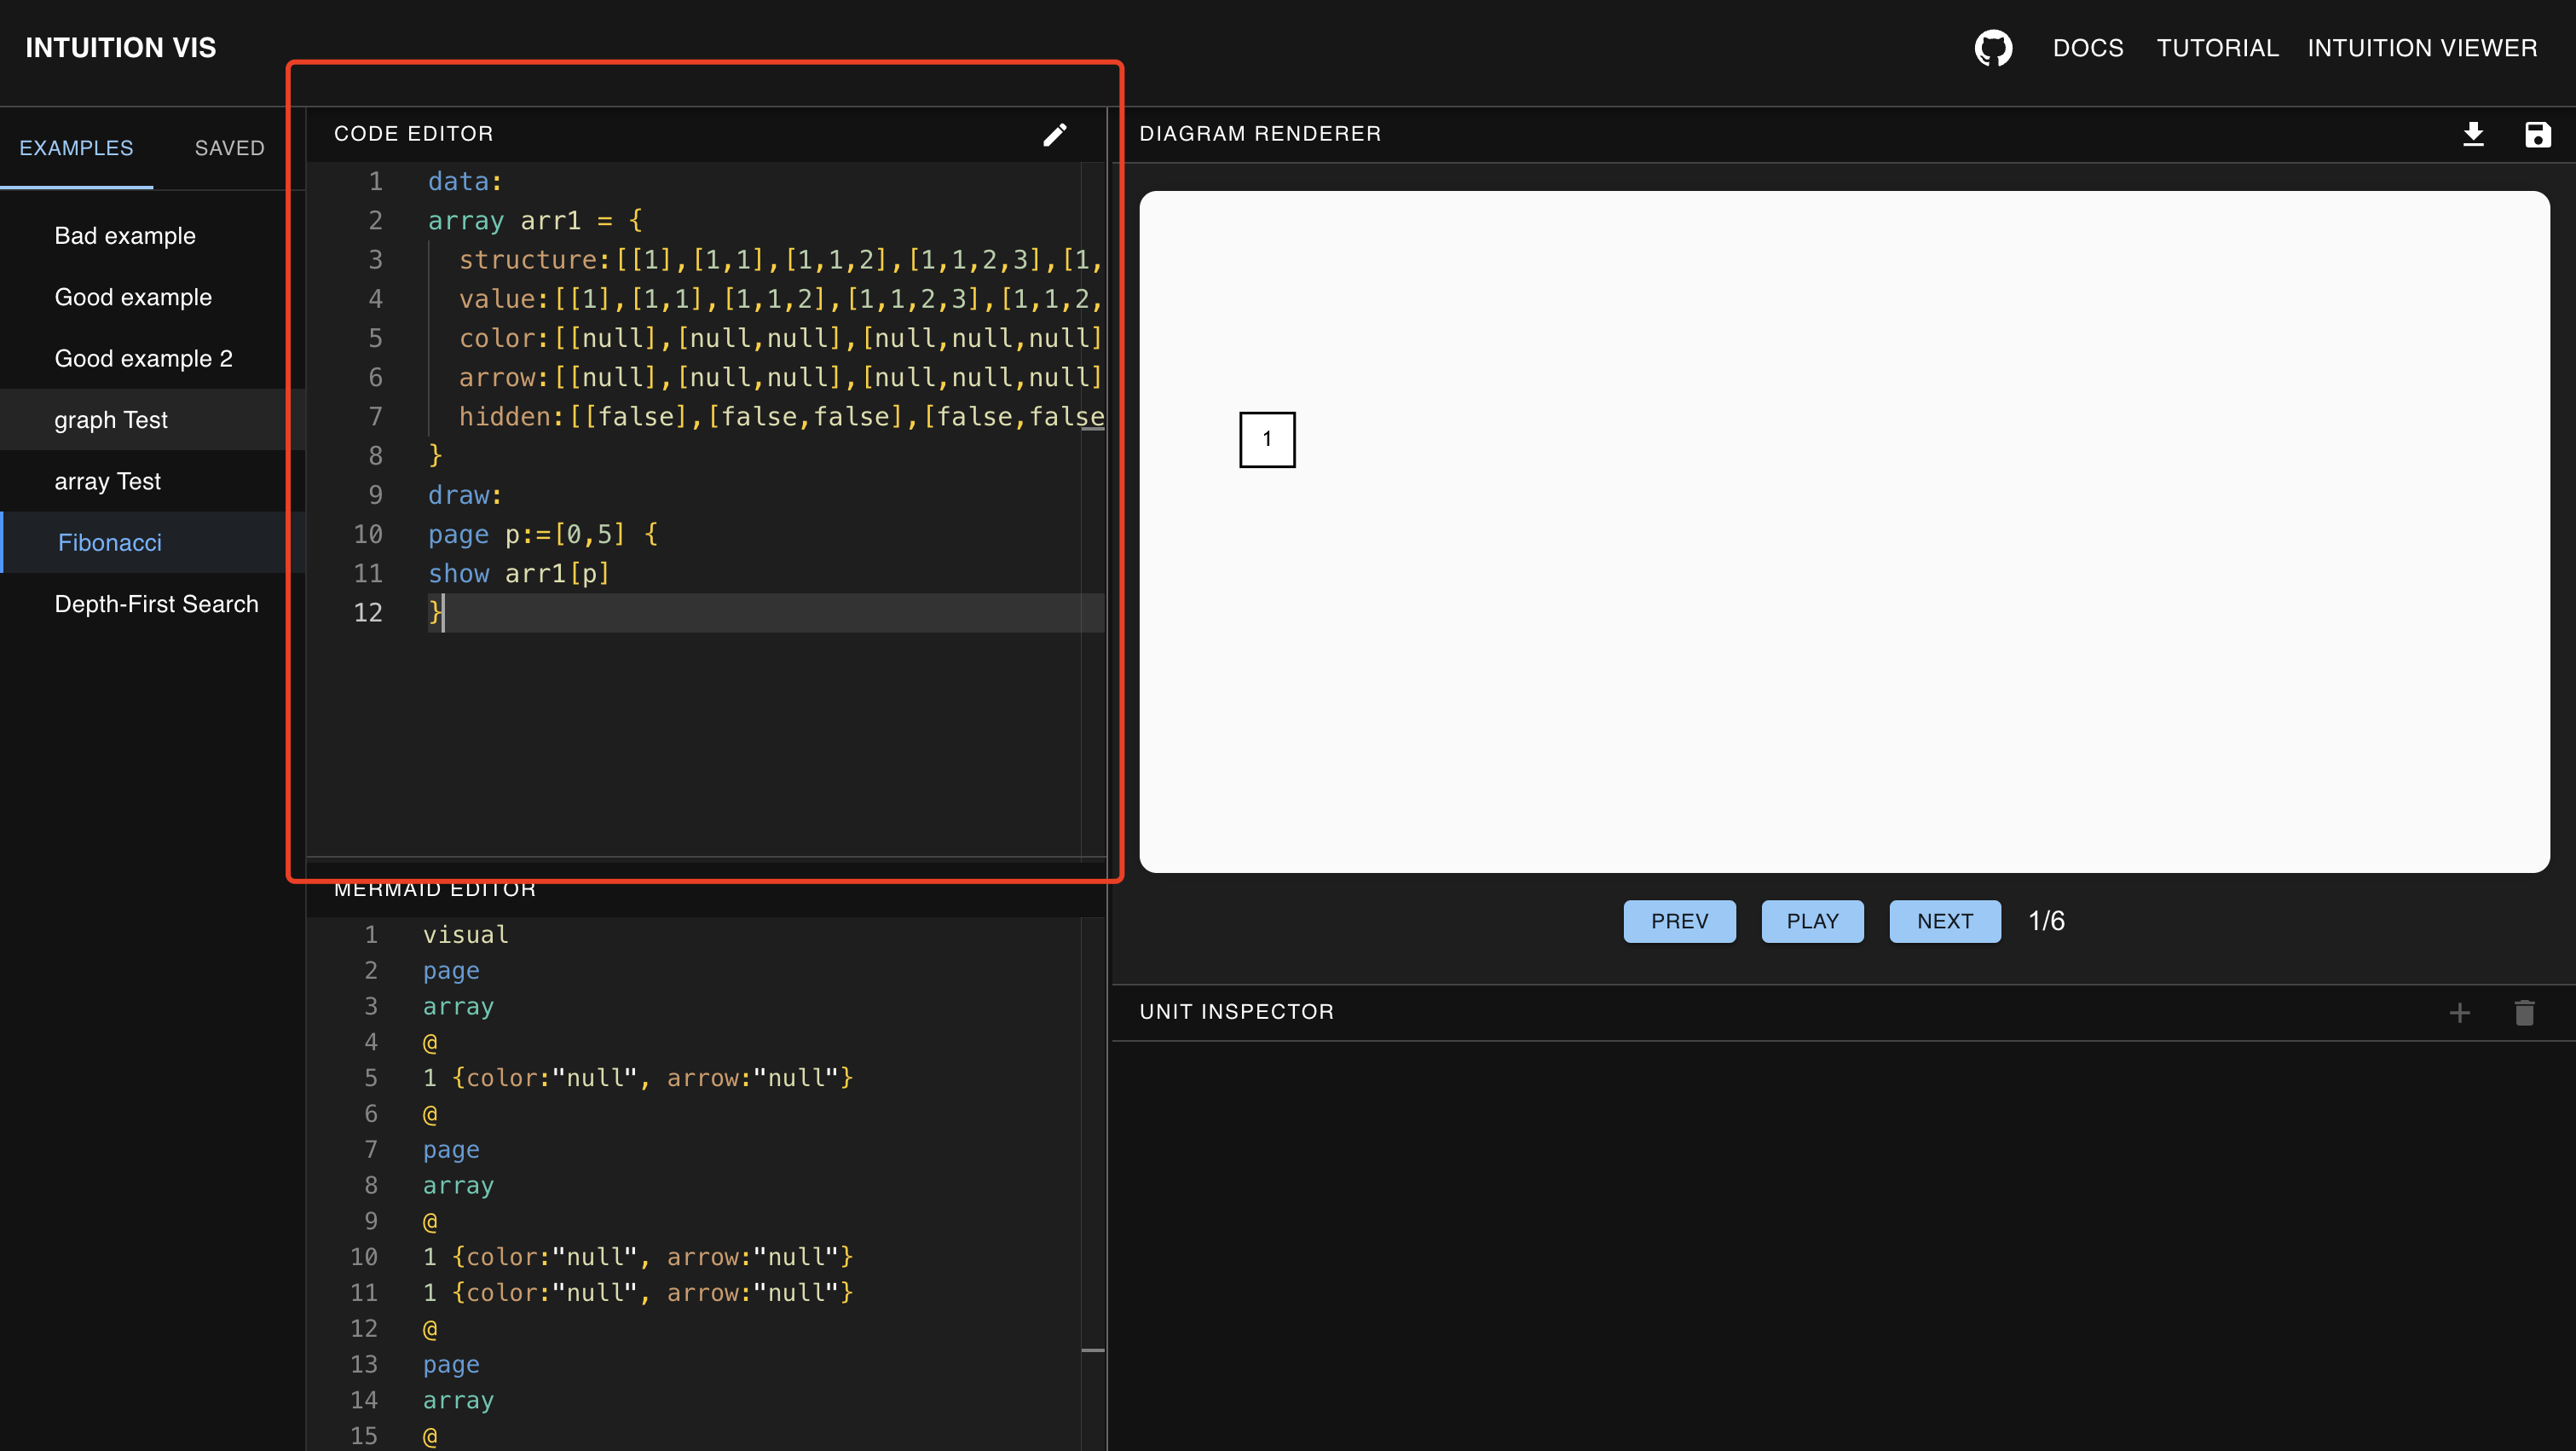 INTUITION VIS
DOCS TUTORIAL INTUITION VIEWER
EXAMPLES SAVED
Bad example
Good example
Good example 2
graph Test
array Test
Fibonacci
Depth-First Search
CODE EDITOR
1 data:
2 array arr1 = {
3 structure:[[1],[1,1],[1,1,2],[1,1,2,3],[1,
4 value:[[1],[1,1],[1,1,2],[1,1,2,3],[1,1,2,
5 color:[[null],[null,null],[null,null,null]
6 arrow:[[null],[null,null],[null,null,null]
7 hidden:[[false],[false,false],[false,false
8 }
9 draw:
10 page p:=[0,5] {
11 show arr1[p]
12 }
MERMAID EDITOR
1 visual
2 page
3 array
4 @
5 1 {color:"null", arrow:"null"}
6 @
7 page
8 array
9 @
10 1 {color:"null", arrow:"null"}
11 1 {color:"null", arrow:"null"}
12 @
13 page
14 array
15 @
DIAGRAM RENDERER
1
PREV PLAY NEXT 1/6
UNIT INSPECTOR